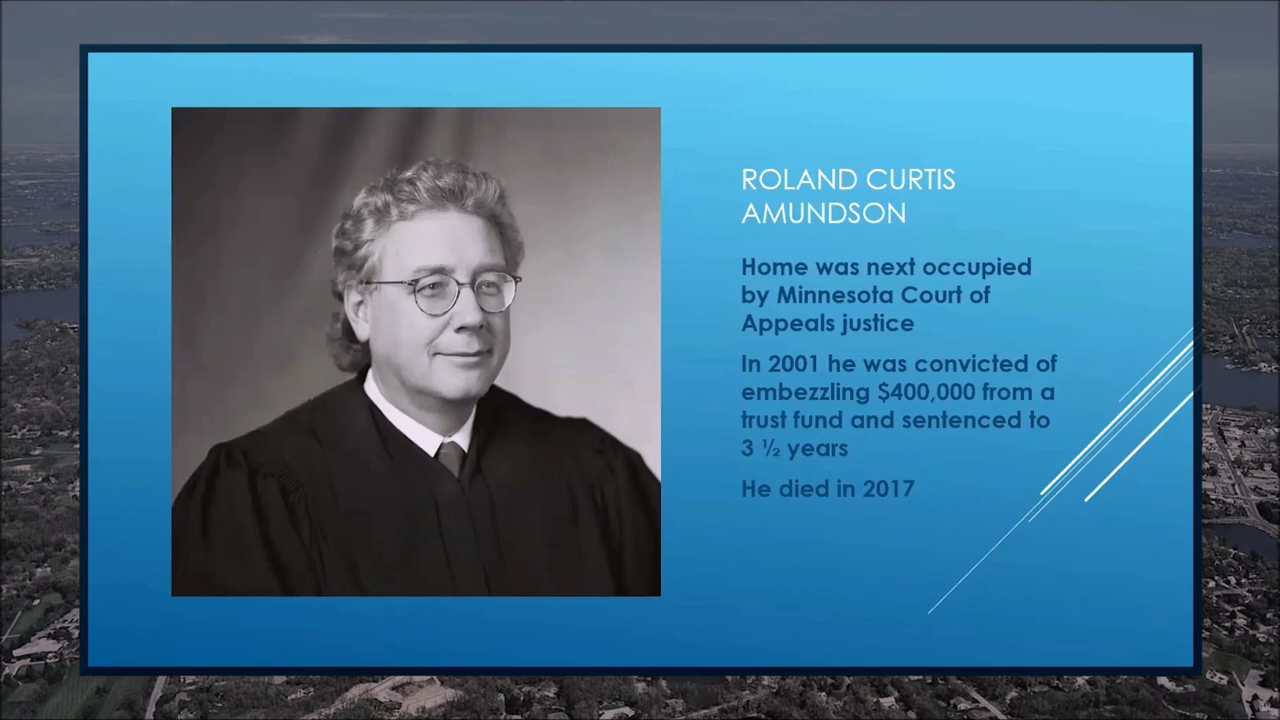 ROLAND CURTIS
AMUNDSON
Home was next occupied
by Minnesota Court of
Appeals justice
In 2001 he was convicted of
embezzling $400,000 from a
trust fund and sentenced to
3 ½ years
He died in 2017